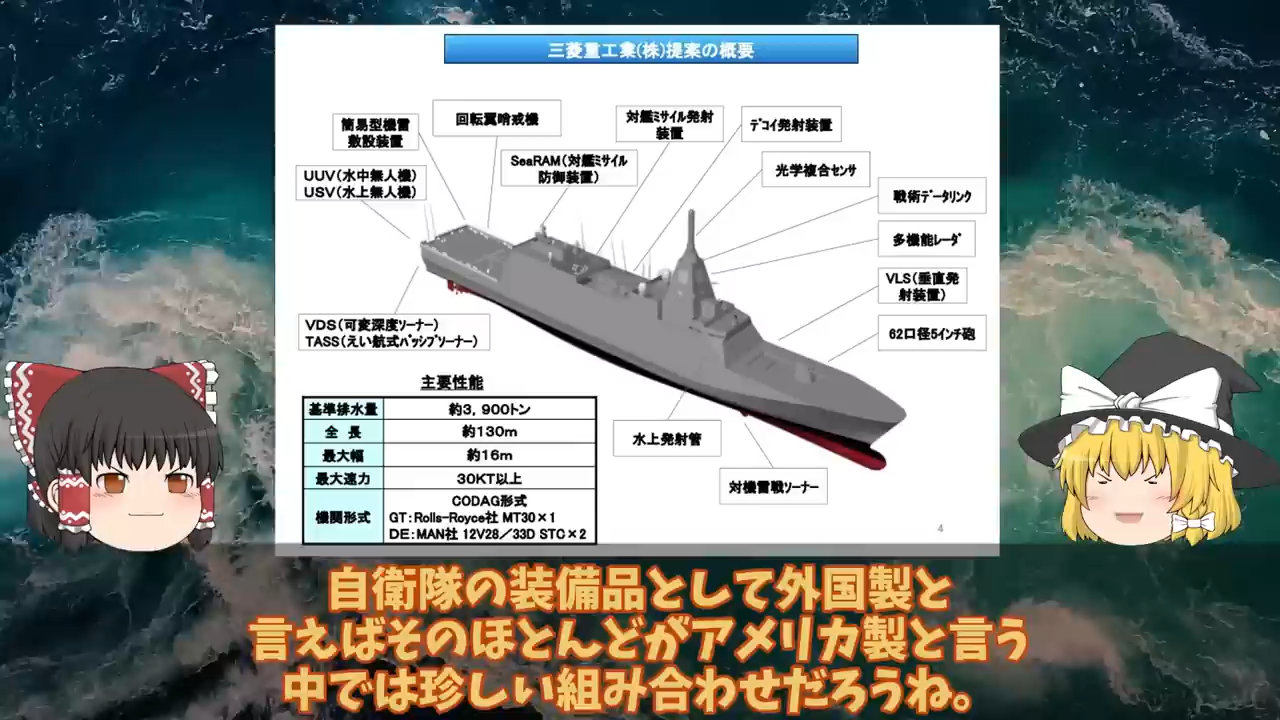 三菱重工業(株)提案の概要
簡易型機雷
敷設装置
回転翼哨戒機
対艦ﾐｻｲﾙ発射
装置
ﾃﾞｺｲ発射装置
UUV(水中無人機)
USV(水上無人機)
SeaRAM(対艦ﾐｻｲﾙ
防御装置)
光学複合ｾﾝｻ
戦術ﾃﾞｰﾀﾘﾝｸ
多機能ﾚｰﾀﾞ
VLS(垂直発
射装置)
62口径5ｲﾝﾁ砲
VDS(可変深度ｿｰﾅｰ)
TASS(えい航式ﾊﾟｯｼﾌﾞｿｰﾅｰ)
水上発射管
対機雷戦ｿｰﾅｰ
主要性能
基準排水量 約3,900トン
全 長 約130m
最大幅 約16m
最大速力 30KT以上
機関形式 CODAG形式
GT:Rolls-Royce社 MT30×1
DE:MAN社 12V28/33D STC×2
4
自衛隊の装備品として外国製と
言えばそのほとんどがアメリカ製と言う
中では珍しい組み合わせだろうね。